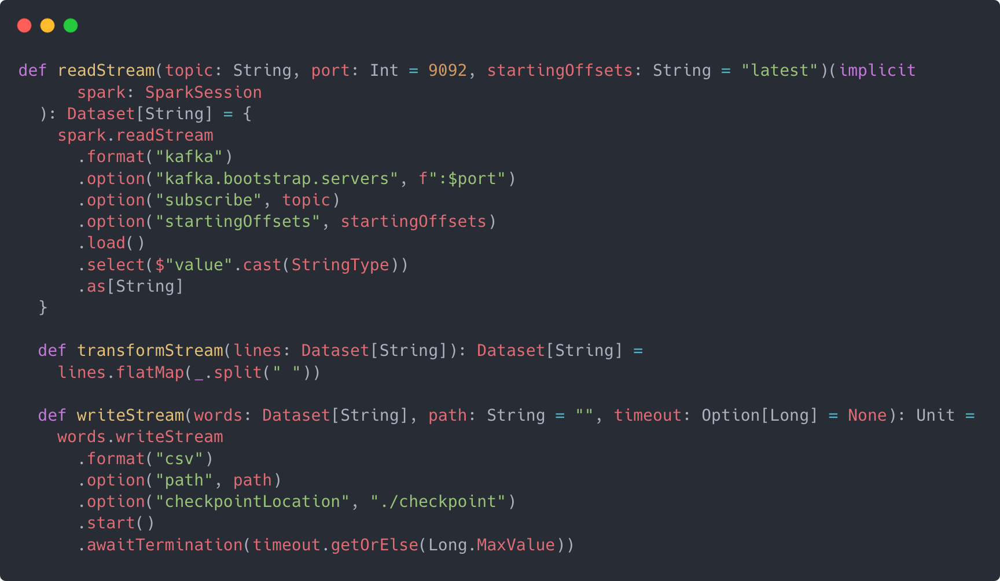 def readStream(topic: String, port: Int = 9092, startingOffsets: String = "latest")(implicit
      spark: SparkSession
  ): Dataset[String] = {
    spark.readStream
      .format("kafka")
      .option("kafka.bootstrap.servers", f":$port")
      .option("subscribe", topic)
      .option("startingOffsets", startingOffsets)
      .load()
      .select($"value".cast(StringType))
      .as[String]
  }

  def transformStream(lines: Dataset[String]): Dataset[String] =
    lines.flatMap(_.split(" "))

  def writeStream(words: Dataset[String], path: String = "", timeout: Option[Long] = None): Unit =
    words.writeStream
      .format("csv")
      .option("path", path)
      .option("checkpointLocation", "./checkpoint")
      .start()
      .awaitTermination(timeout.getOrElse(Long.MaxValue))